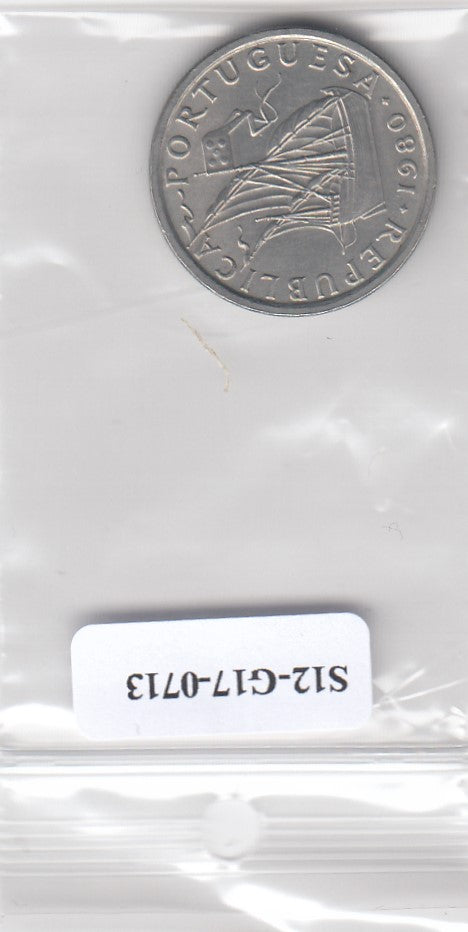 REPUBLICA PORTUGUESA · 1980 ·
S12-G17-0713